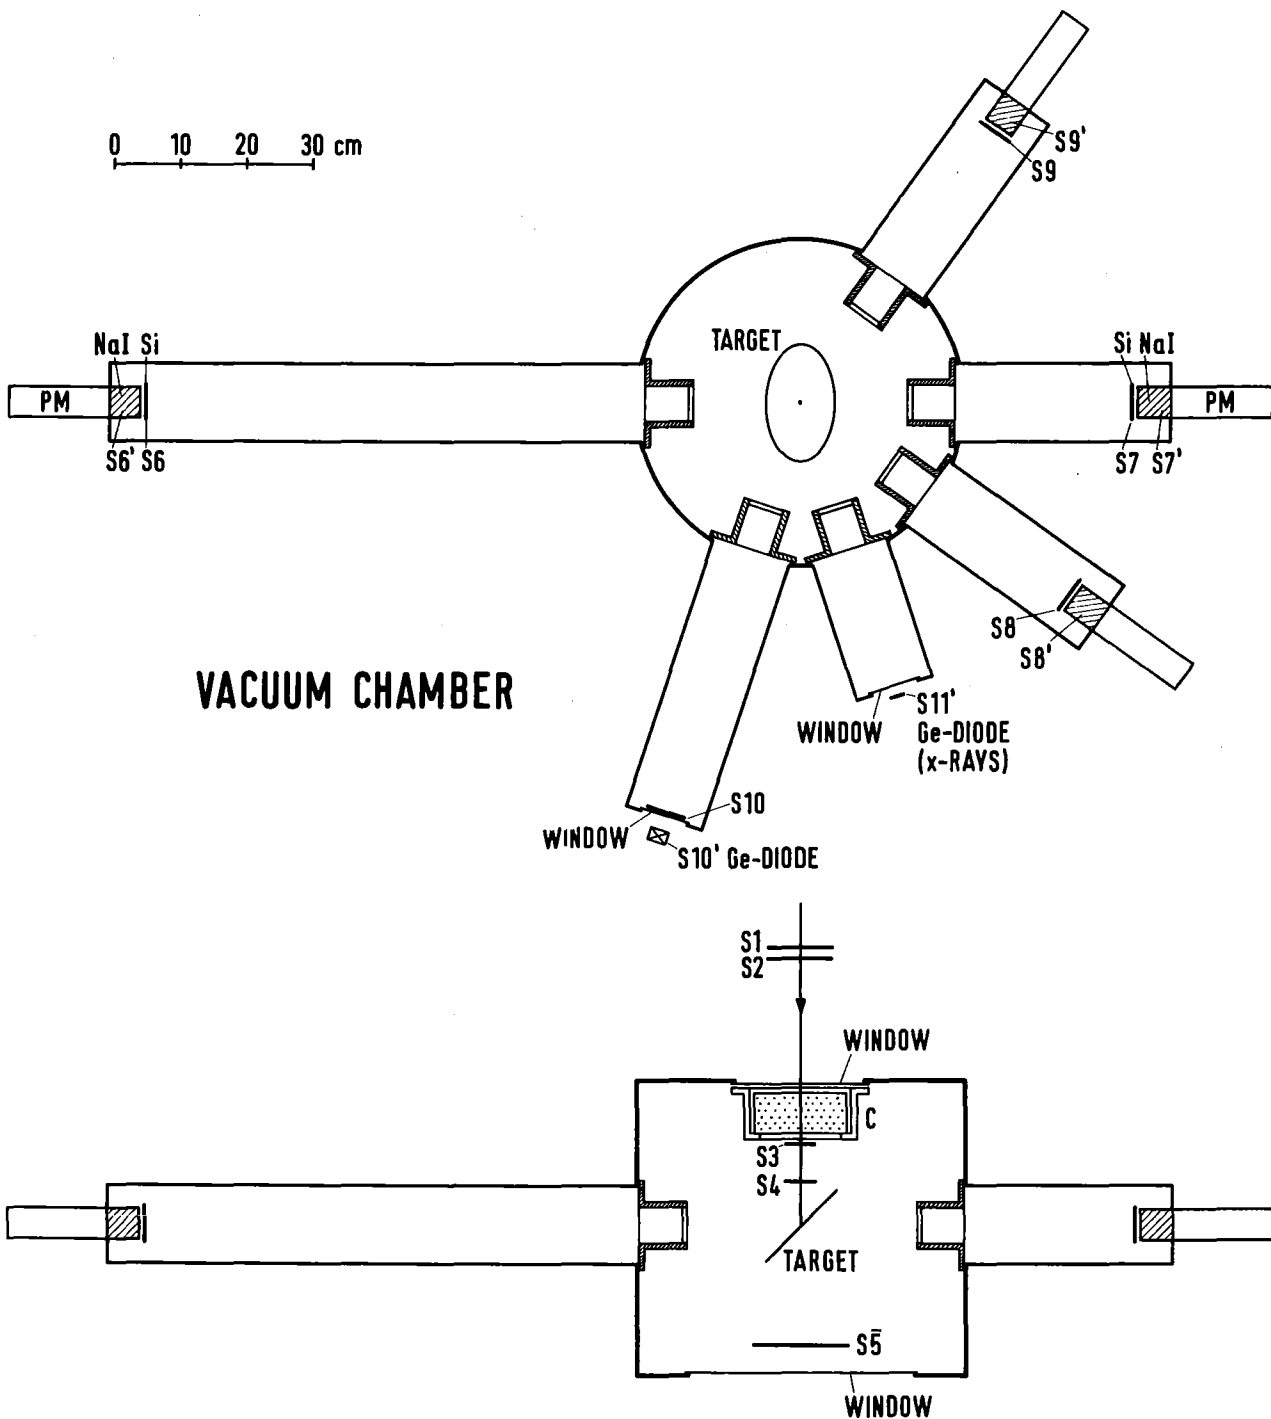 0 10 20 30 cm
S9'
S9
TARGET
NaI Si
Si NaI
PM
PM
S6' S6
S7 S7'
S8
S8'
VACUUM CHAMBER
S11'
WINDOW Ge-DIODE
(x-RAYS)
S10
WINDOW
S10' Ge-DIODE
S1
S2
WINDOW
C
S3
S4
TARGET
S5̄
WINDOW